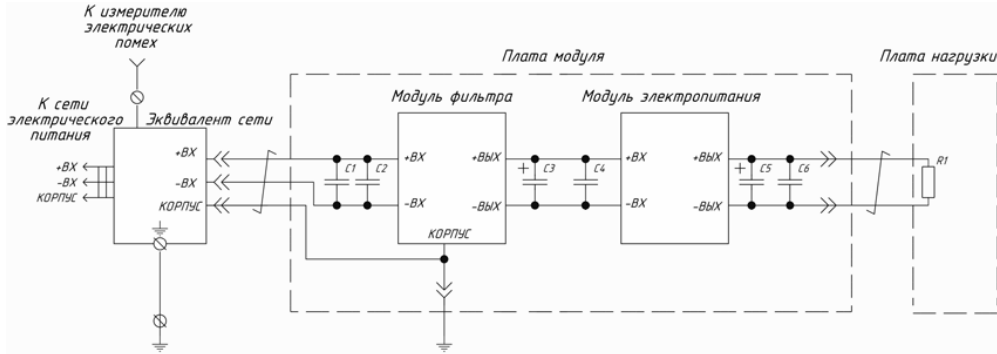 К измерителю
электрических
помех
Плата модуля
Плата нагрузки
К сети
электрического
питания
Эквивалент сети
Модуль фильтра
Модуль электропитания
+ВХ
-ВХ
КОРПУС
+ВХ
-ВХ
КОРПУС
C1
C2
+ВХ
-ВХ
+ВЫХ
-ВЫХ
КОРПУС
+
C3
C4
+ВХ
-ВХ
+ВЫХ
-ВЫХ
+
C5
C6
R1